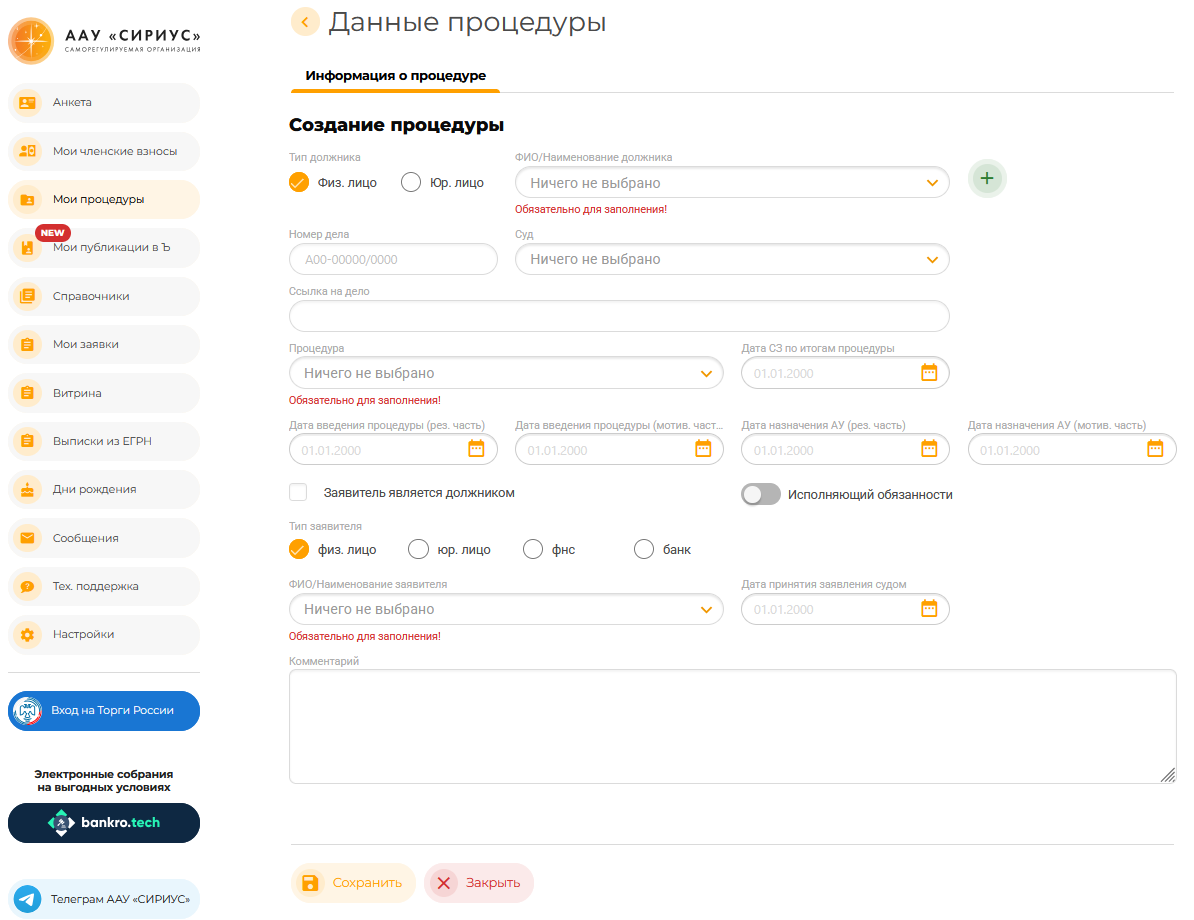 ААУ «СИРИУС»
САМОРЕГУЛИРУЕМАЯ ОРГАНИЗАЦИЯ
Анкета
Мои членские взносы
Мои процедуры
NEW
Мои публикации в Ъ
Справочники
Мои заявки
Витрина
Выписки из ЕГРН
Дни рождения
Сообщения
Тех. поддержка
Настройки
Вход на Торги России
Электронные собрания
на выгодных условиях
bankro.tech
Телеграм ААУ «СИРИУС»
Данные процедуры
Информация о процедуре
Создание процедуры
Тип должника
Физ. лицо
Юр. лицо
ФИО/Наименование должника
Ничего не выбрано
Обязательно для заполнения!
Номер дела
А00-00000/0000
Суд
Ничего не выбрано
Ссылка на дело
Процедура
Ничего не выбрано
Обязательно для заполнения!
Дата СЗ по итогам процедуры
01.01.2000
Дата введения процедуры (рез. часть)
01.01.2000
Дата введения процедуры (мотив. част...
01.01.2000
Дата назначения АУ (рез. часть)
01.01.2000
Дата назначения АУ (мотив. часть)
01.01.2000
Заявитель является должником
Исполняющий обязанности
Тип заявителя
физ. лицо
юр. лицо
фнс
банк
ФИО/Наименование заявителя
Ничего не выбрано
Обязательно для заполнения!
Дата принятия заявления судом
01.01.2000
Комментарий
Сохранить
Закрыть